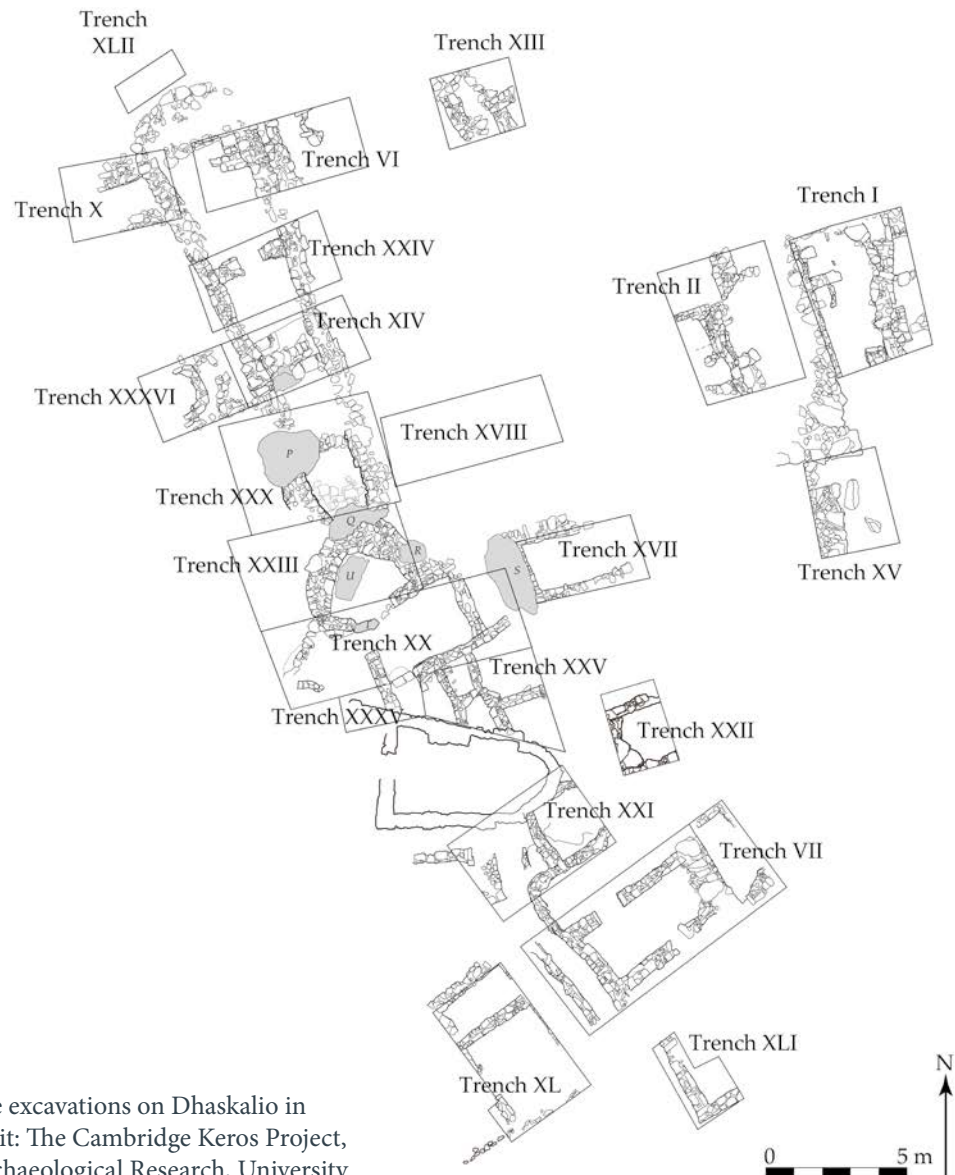 Trench
XLII
Trench XIII
Trench VI
Trench X
Trench I
Trench XXIV
Trench II
Trench XIV
Trench XXXVI
Trench XVIII
P
Trench XXX
Q
Trench XXIII
R
Trench XVII
U
S
Trench XV
Trench XX
Trench XXV
Trench XXXV
Trench XXII
Trench XXI
Trench VII
Trench XLI
Trench XL
N
excavations on Dhaskalio in
it: The Cambridge Keros Project,
Archaeological Research, University
0 5 m